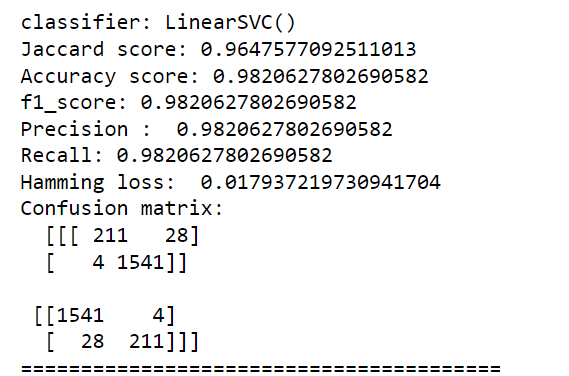 classifier: LinearSVC()
Jaccard score: 0.9647577092511013
Accuracy score: 0.9820627802690582
f1_score: 0.9820627802690582
Precision :  0.9820627802690582
Recall: 0.9820627802690582
Hamming loss:  0.017937219730941704
Confusion matrix:
  [[[ 211   28]
  [   4 1541]]

 [[1541    4]
  [  28  211]]]
========================================